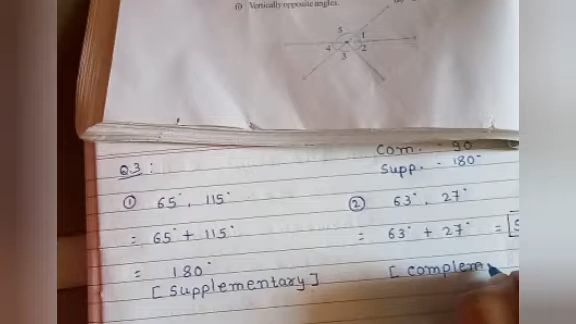 (i) Vertically opposite angles.
5
1
4
2
3
Com. - 90
Supp. - 180°
Q.3 :
① 65°, 115°
② 63°, 27°
= 65° + 115°
= 63° + 27° =
= 180°
[ Supplementary ]
[ complem